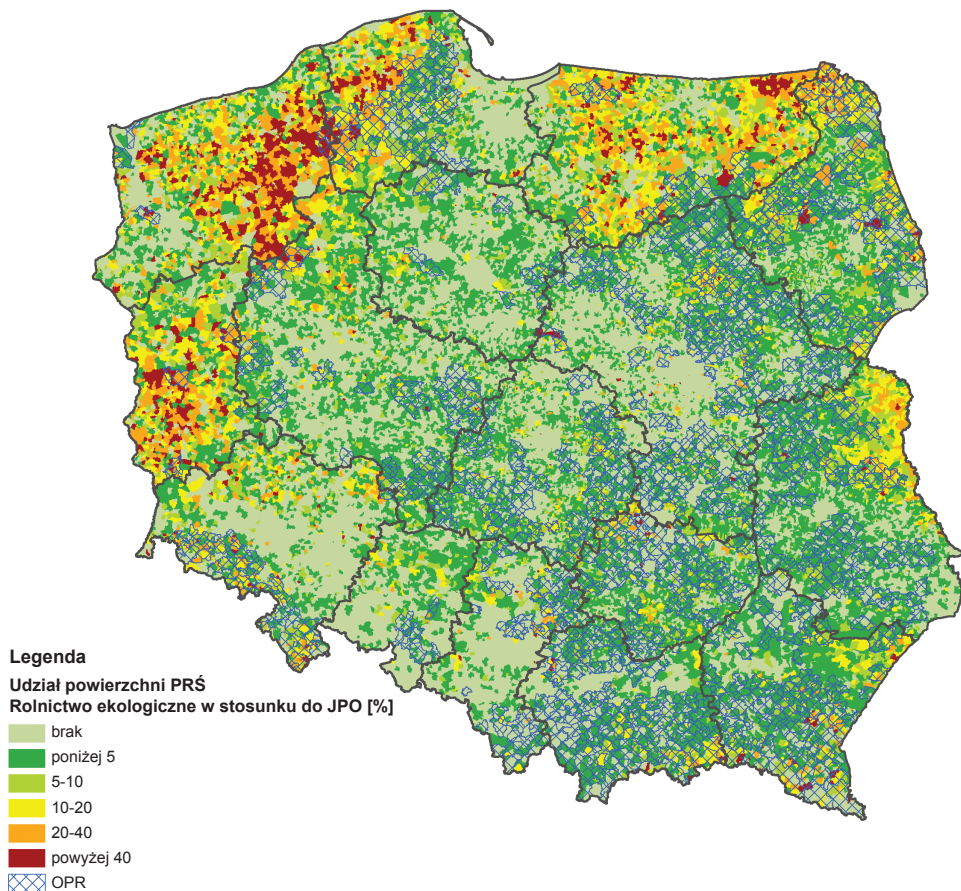 Legenda
Udział powierzchni PRŚ
Rolnictwo ekologiczne w stosunku do JPO [%]
brak
poniżej 5
5-10
10-20
20-40
powyżej 40
OPR